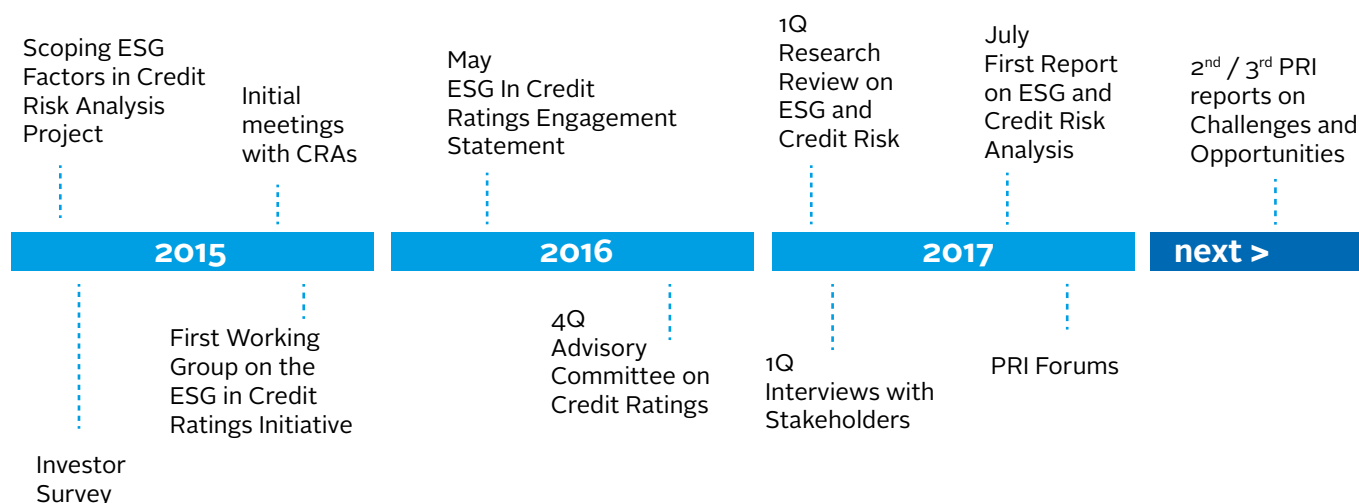 Scoping ESG
Factors in Credit
Risk Analysis
Project
Initial
meetings
with CRAs
May
ESG In Credit
Ratings Engagement
Statement
1Q
Research
Review on
ESG and
Credit Risk
July
First Report
on ESG and
Credit Risk
Analysis
2nd / 3rd PRI
reports on
Challenges and
Opportunities
2015
2016
2017
next >
Investor
Survey
First Working
Group on the
ESG in Credit
Ratings Initiative
4Q
Advisory
Committee on
Credit Ratings
1Q
Interviews with
Stakeholders
PRI Forums